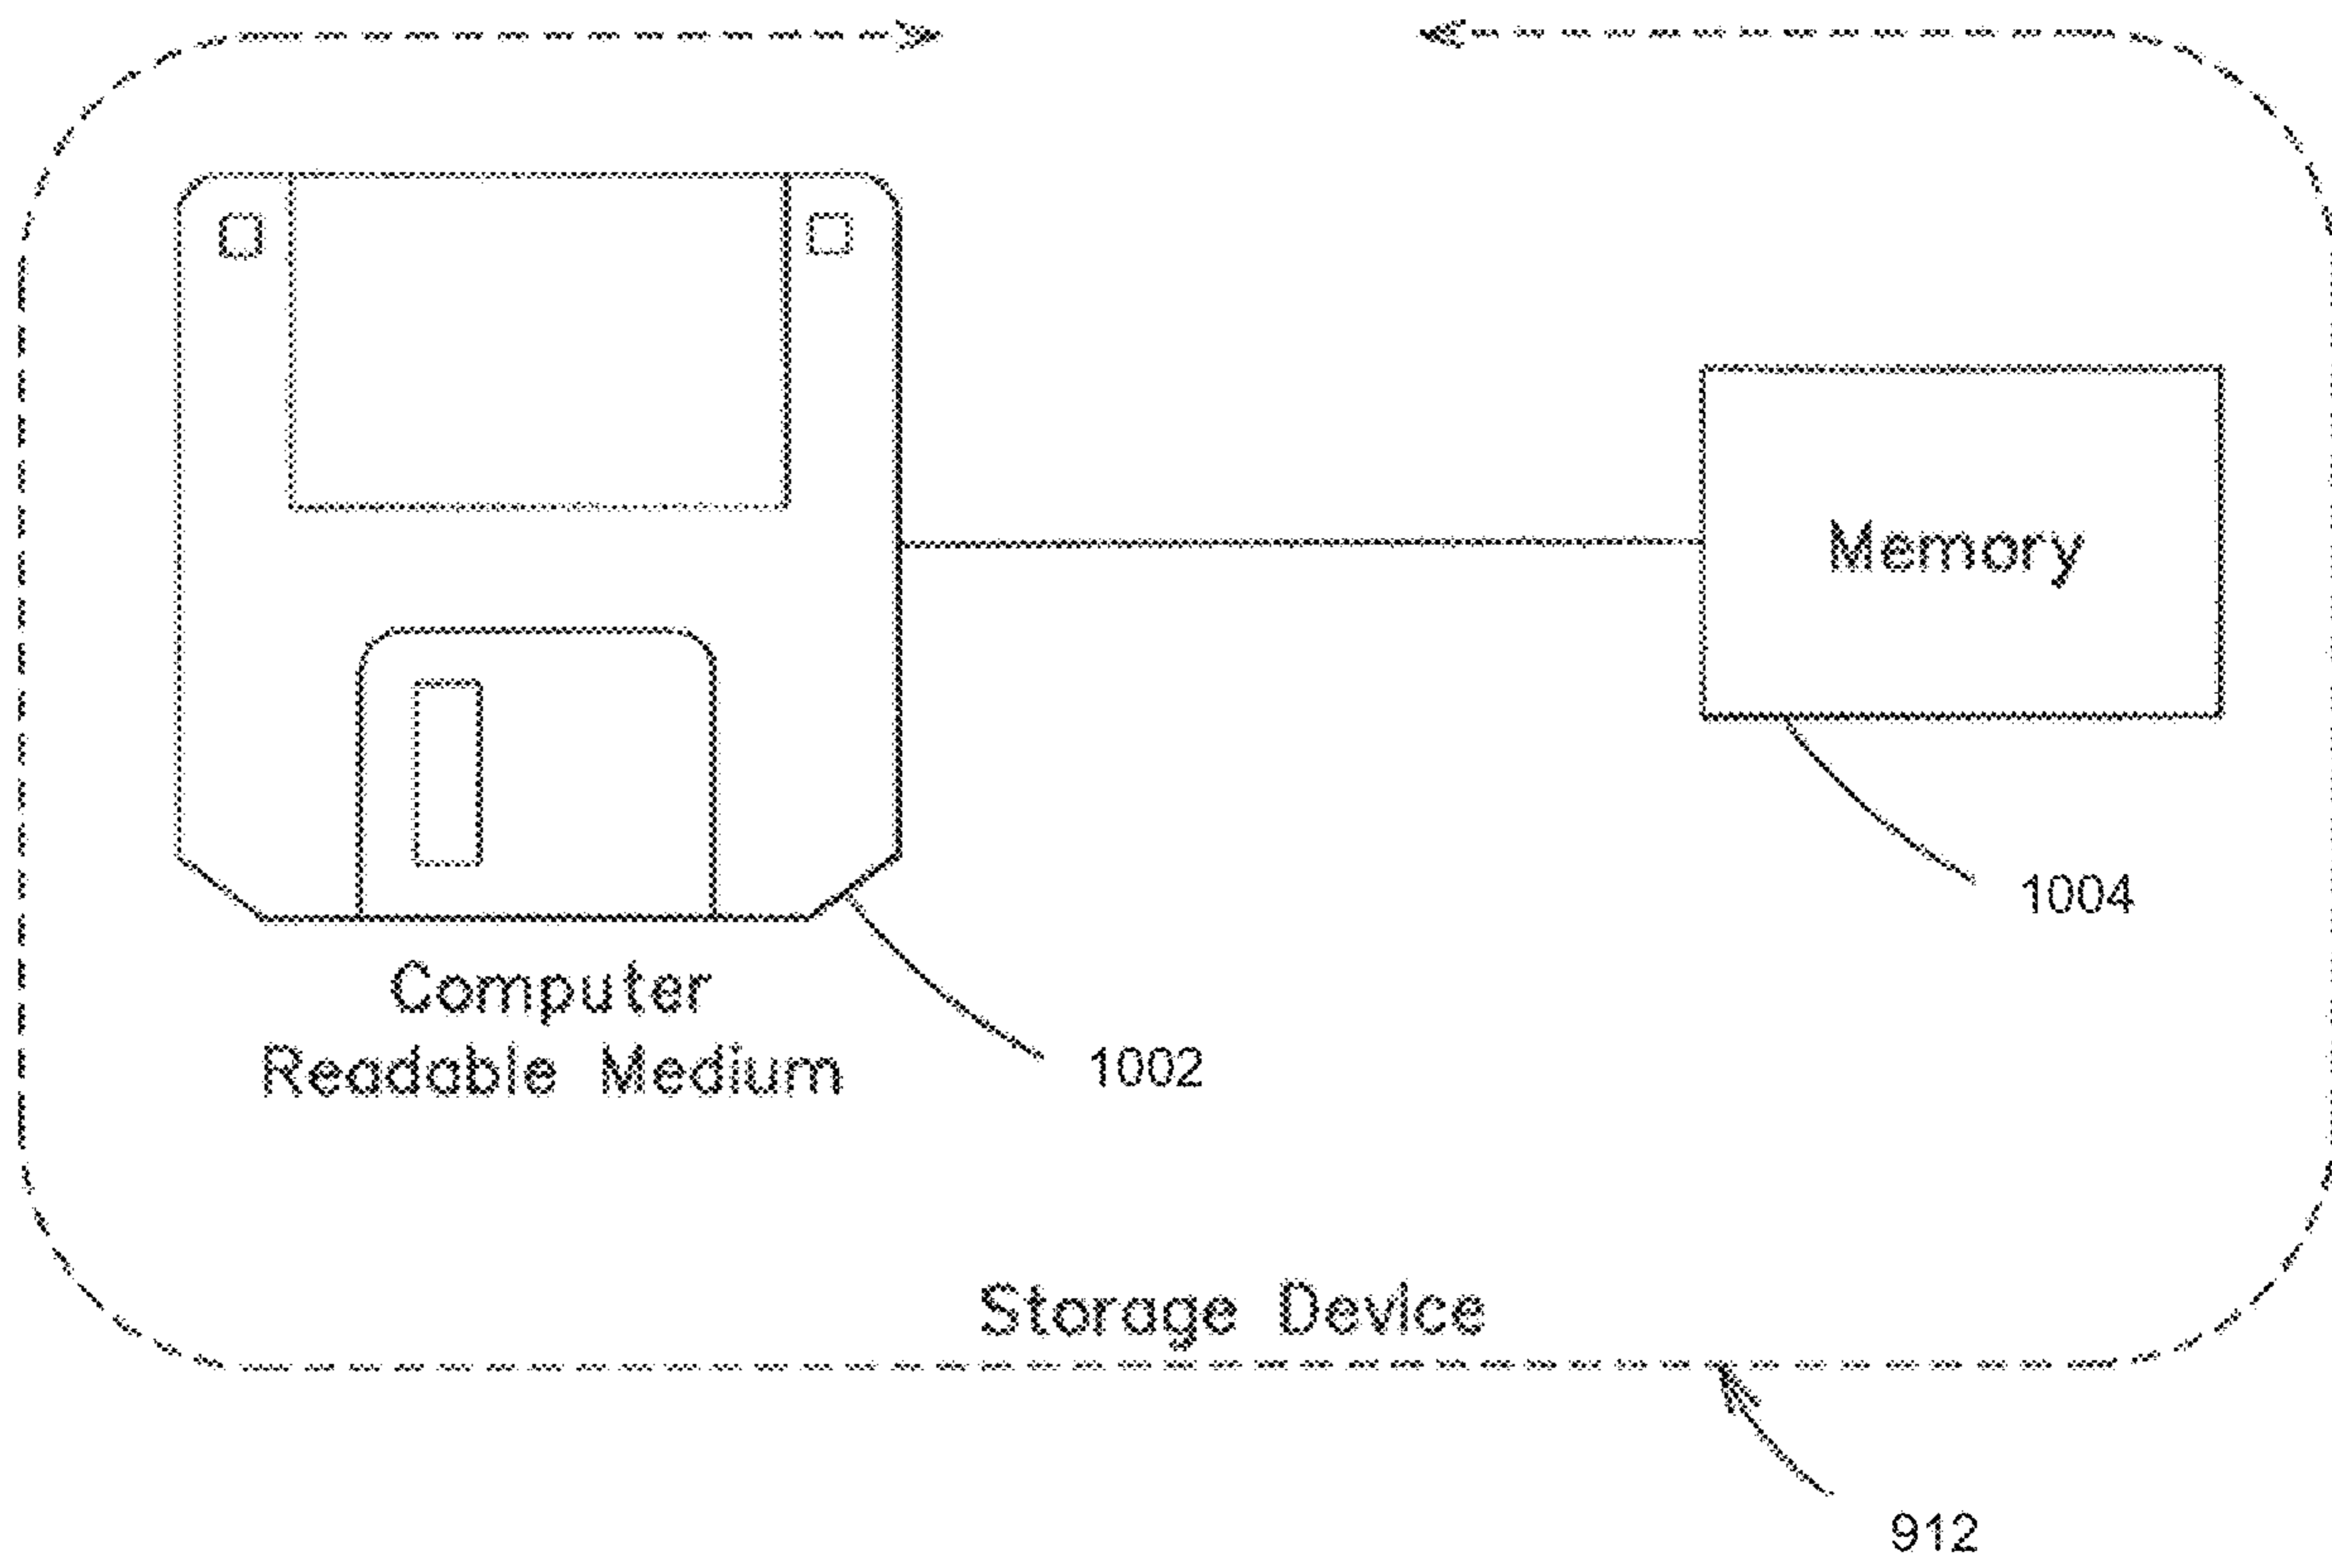 Memory
1004
Computer
Readable Medium
1002
Storage Device
912